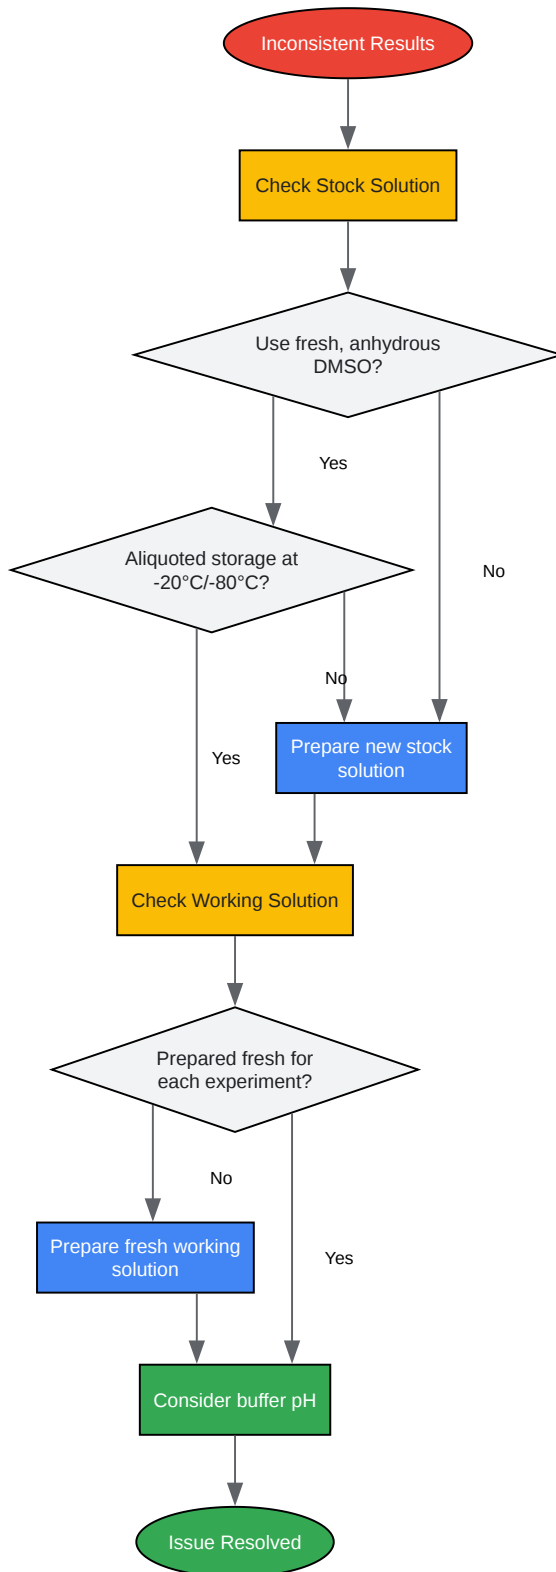 Inconsistent Results
Check Stock Solution
Use fresh, anhydrous
DMSO?
Yes
Aliquoted storage at
-20°C/-80°C?
No
No
Prepare new stock
solution
Yes
Check Working Solution
Prepared fresh for
each experiment?
No
Prepare fresh working
solution
Yes
Consider buffer pH
Issue Resolved